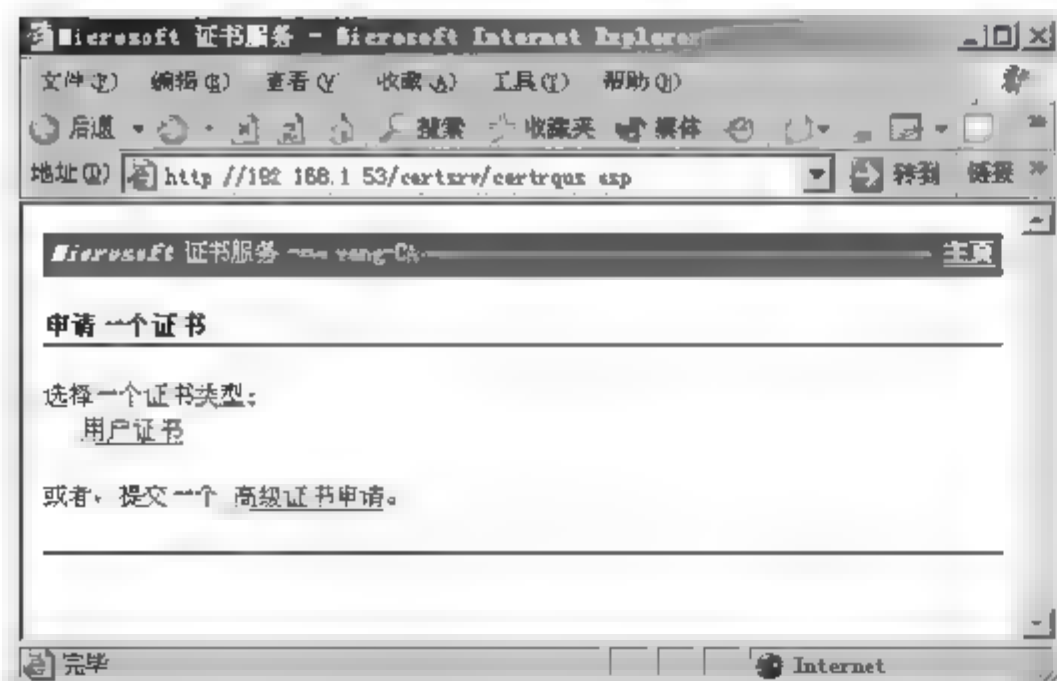 Microsoft 证书服务 - Microsoft Internet Explorer
文件(F) 编辑(E) 查看(V) 收藏(A) 工具(T) 帮助(H)
后退 搜索 收藏夹 媒体
地址(D) http //192 168.1 53/certsrv/certrqus asp 转到 链接
Microsoft 证书服务 -- yang-CA 主页
申请一个证书
选择一个证书类型:
用户证书
或者,提交一个 高级证书申请。
完毕 Internet